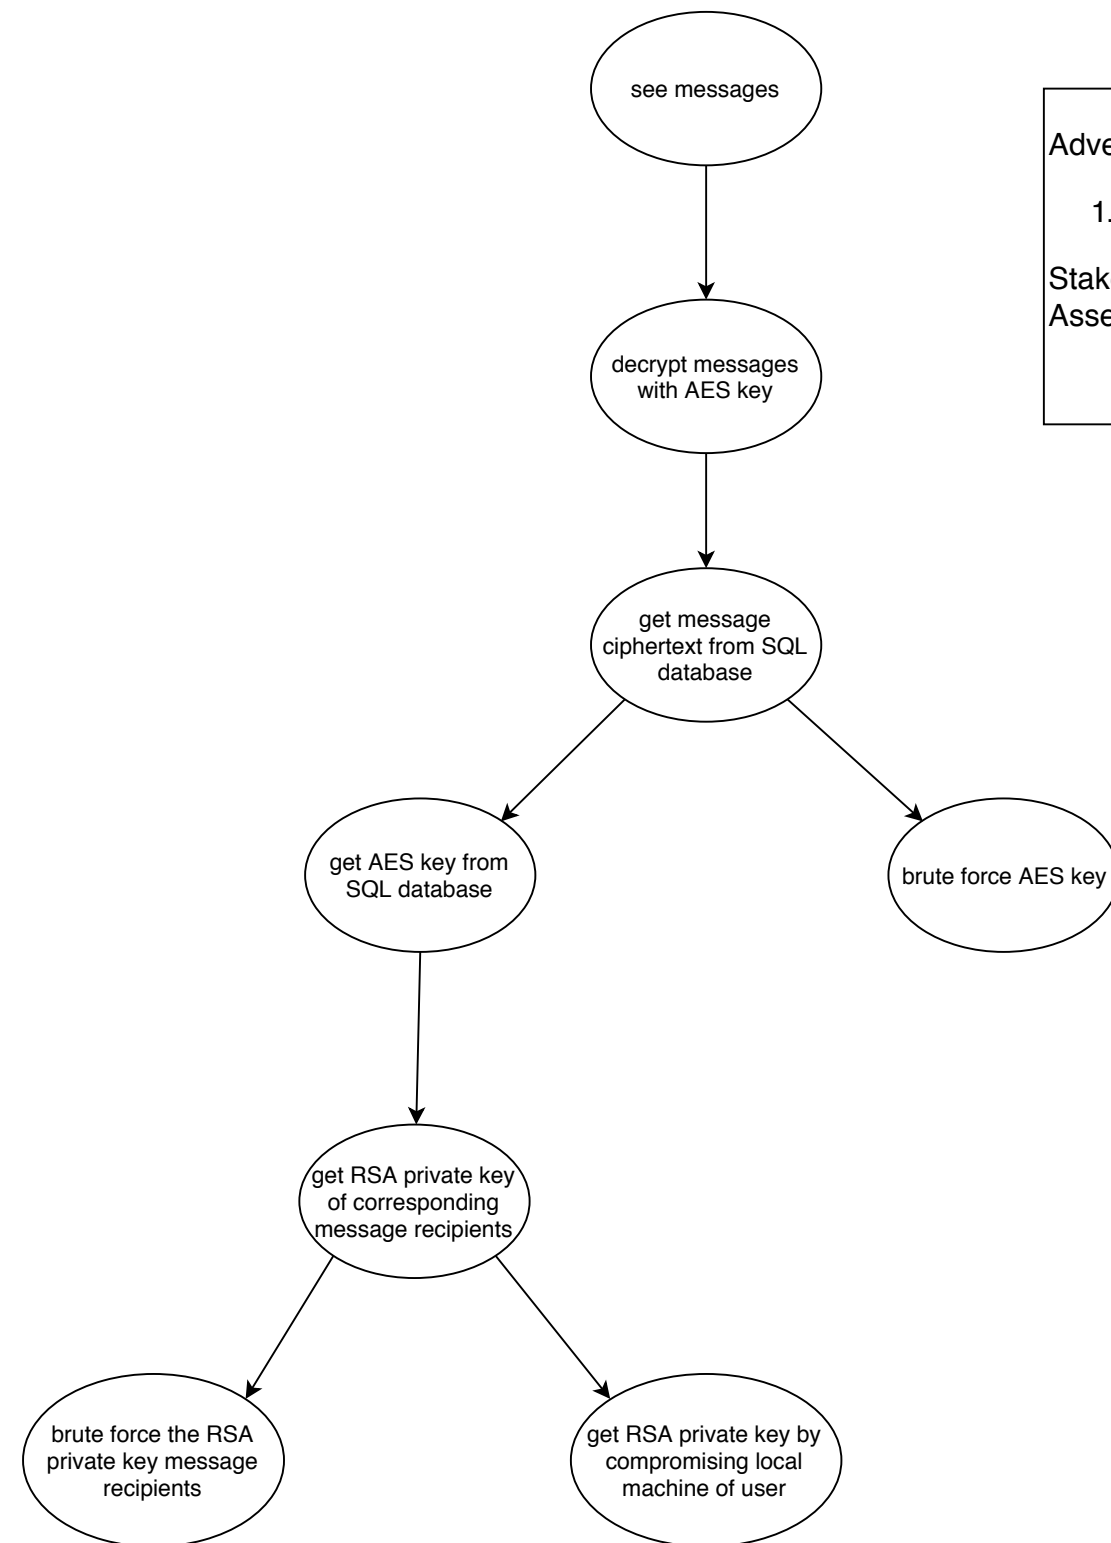 see messages
Adve
1.
Stak
Asse
decrypt messages
with AES key
get message
ciphertext from SQL
database
get AES key from
SQL database
brute force AES key
get RSA private key
of corresponding
message recipients
brute force the RSA
private key message
recipients
get RSA private key by
compromising local
machine of user